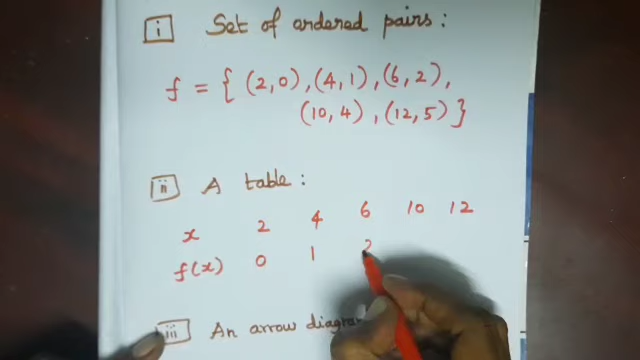 i Set of ordered pairs:
f = { (2,0), (4,1), (6,2),
(10,4), (12,5) }
ii A table:
x 2 4 6 10 12
f(x) 0 1 2
iii An arrow